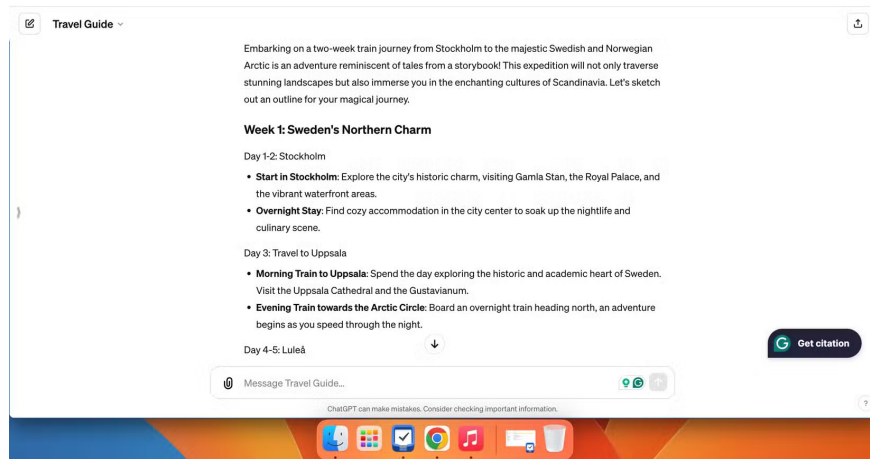 Travel Guide
Embarking on a two-week train journey from Stockholm to the majestic Swedish and Norwegian
Arctic is an adventure reminiscent of tales from a storybook! This expedition will not only traverse
stunning landscapes but also immerse you in the enchanting cultures of Scandinavia. Let's sketch
out an outline for your magical journey.
Week 1: Sweden's Northern Charm
Day 1-2: Stockholm
• Start in Stockholm: Explore the city's historic charm, visiting Gamla Stan, the Royal Palace, and
the vibrant waterfront areas.
• Overnight Stay: Find cozy accommodation in the city center to soak up the nightlife and
culinary scene.
Day 3: Travel to Uppsala
• Morning Train to Uppsala: Spend the day exploring the historic and academic heart of Sweden.
Visit the Uppsala Cathedral and the Gustavianum.
• Evening Train towards the Arctic Circle: Board an overnight train heading north, an adventure
begins as you speed through the night.
Day 4-5: Luleå
Get citation
Message Travel Guide...
ChatGPT can make mistakes. Consider checking important information.
?